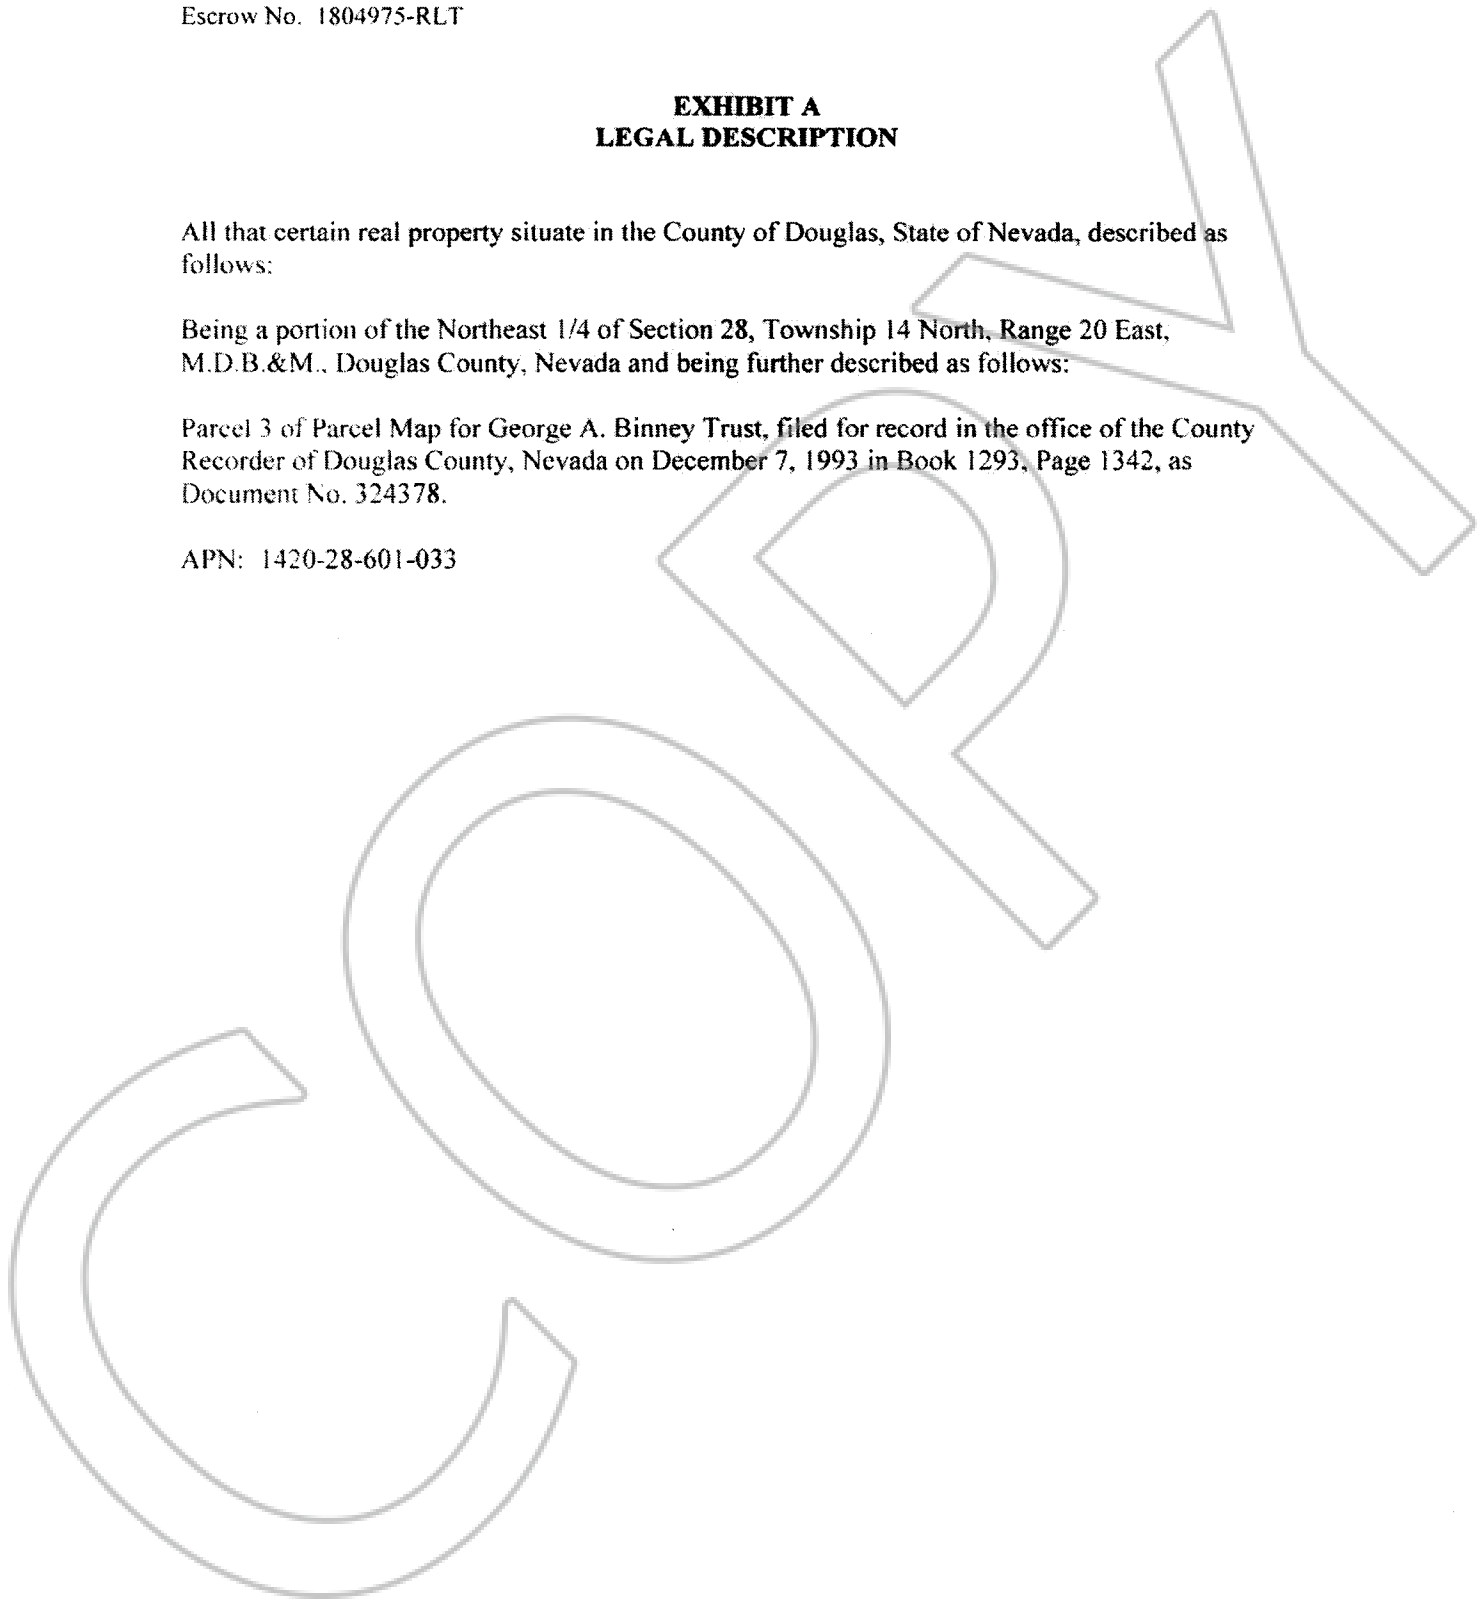 Escrow No. 1804975-RLT
EXHIBIT A
LEGAL DESCRIPTION
All that certain real property situate in the County of Douglas, State of Nevada, described as
follows:
Being a portion of the Northeast 1/4 of Section 28, Township 14 North, Range 20 East,
M.D.B.&M., Douglas County, Nevada and being further described as follows:
Parcel 3 of Parcel Map for George A. Binney Trust, filed for record in the office of the County
Recorder of Douglas County, Nevada on December 7, 1993 in Book 1293, Page 1342, as
Document No. 324378.
APN: 1420-28-601-033
COPY